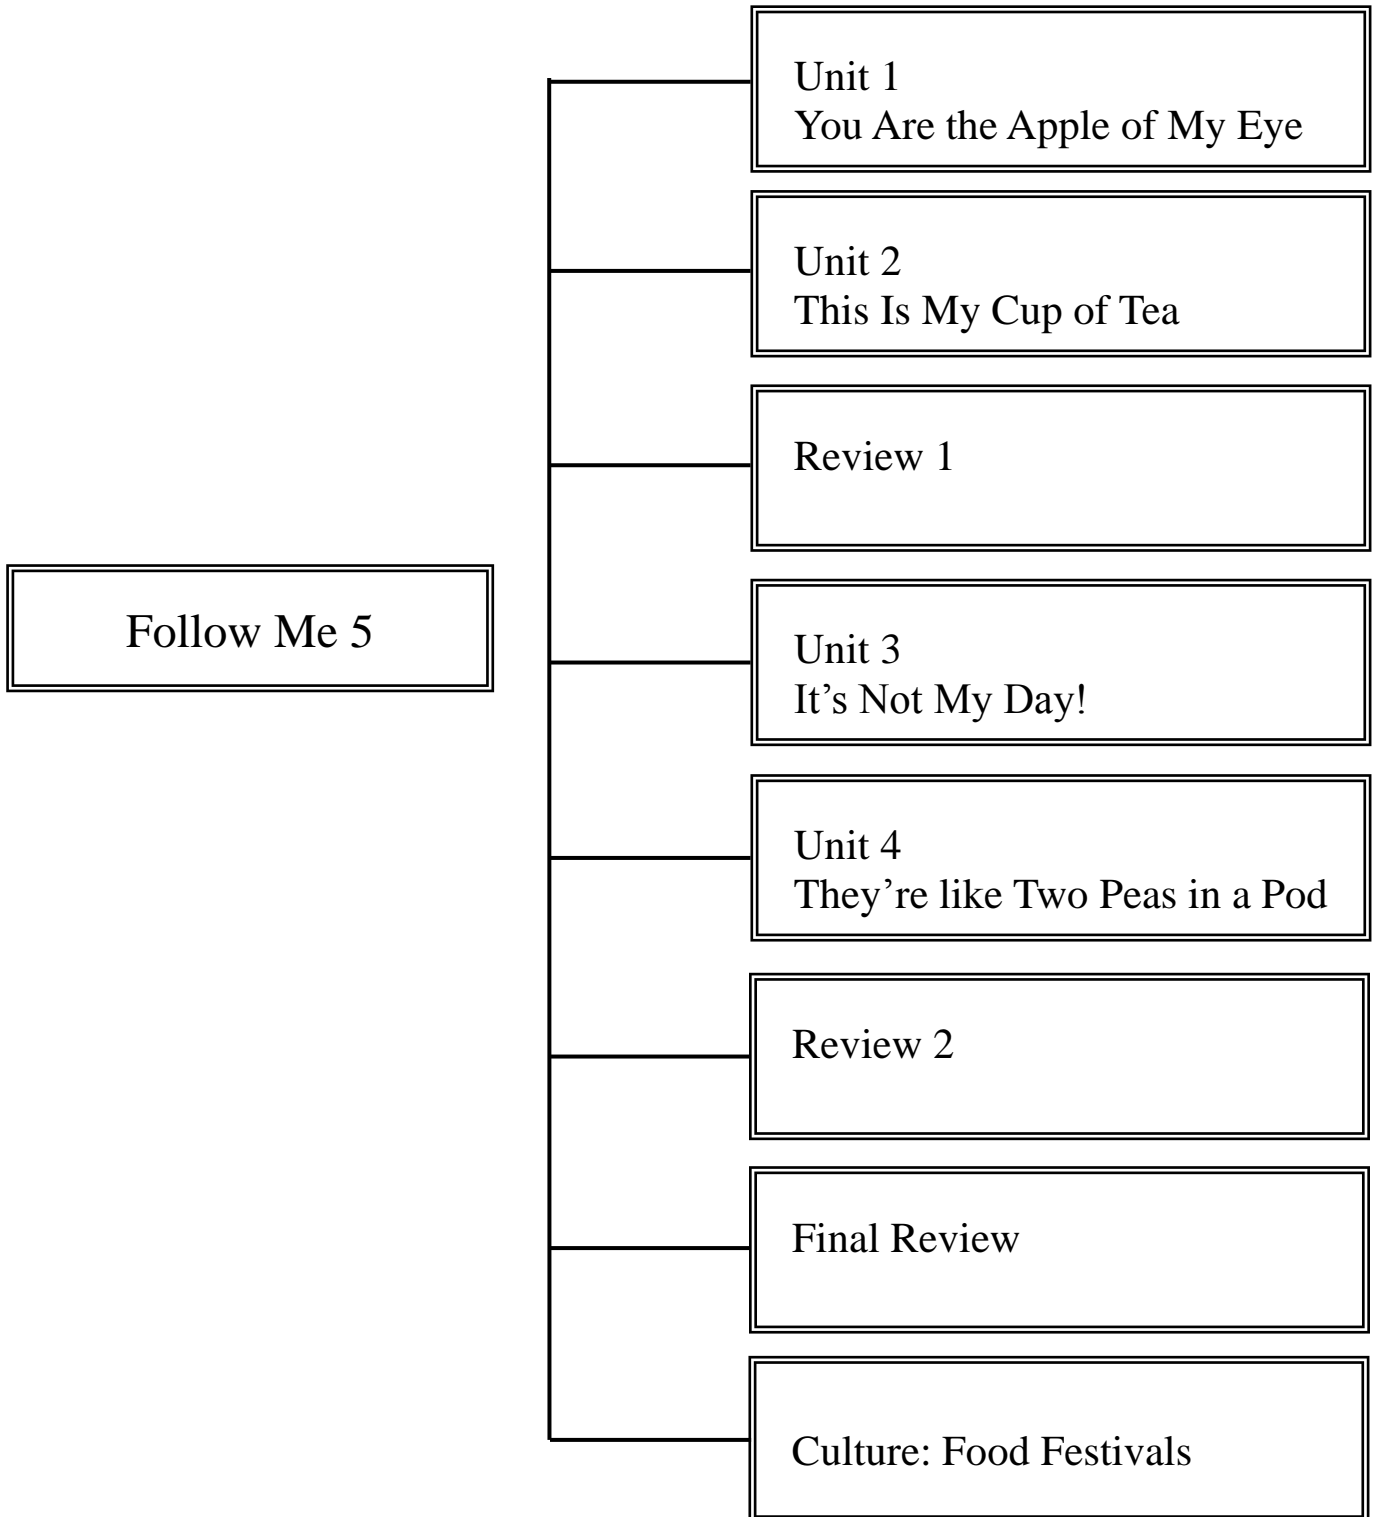 Unit 1
You Are the Apple of My Eye
Unit 2
This Is My Cup of Tea
Review 1
Follow Me 5
Unit 3
It’s Not My Day!
Unit 4
They’re like Two Peas in a Pod
Review 2
Final Review
Culture: Food Festivals